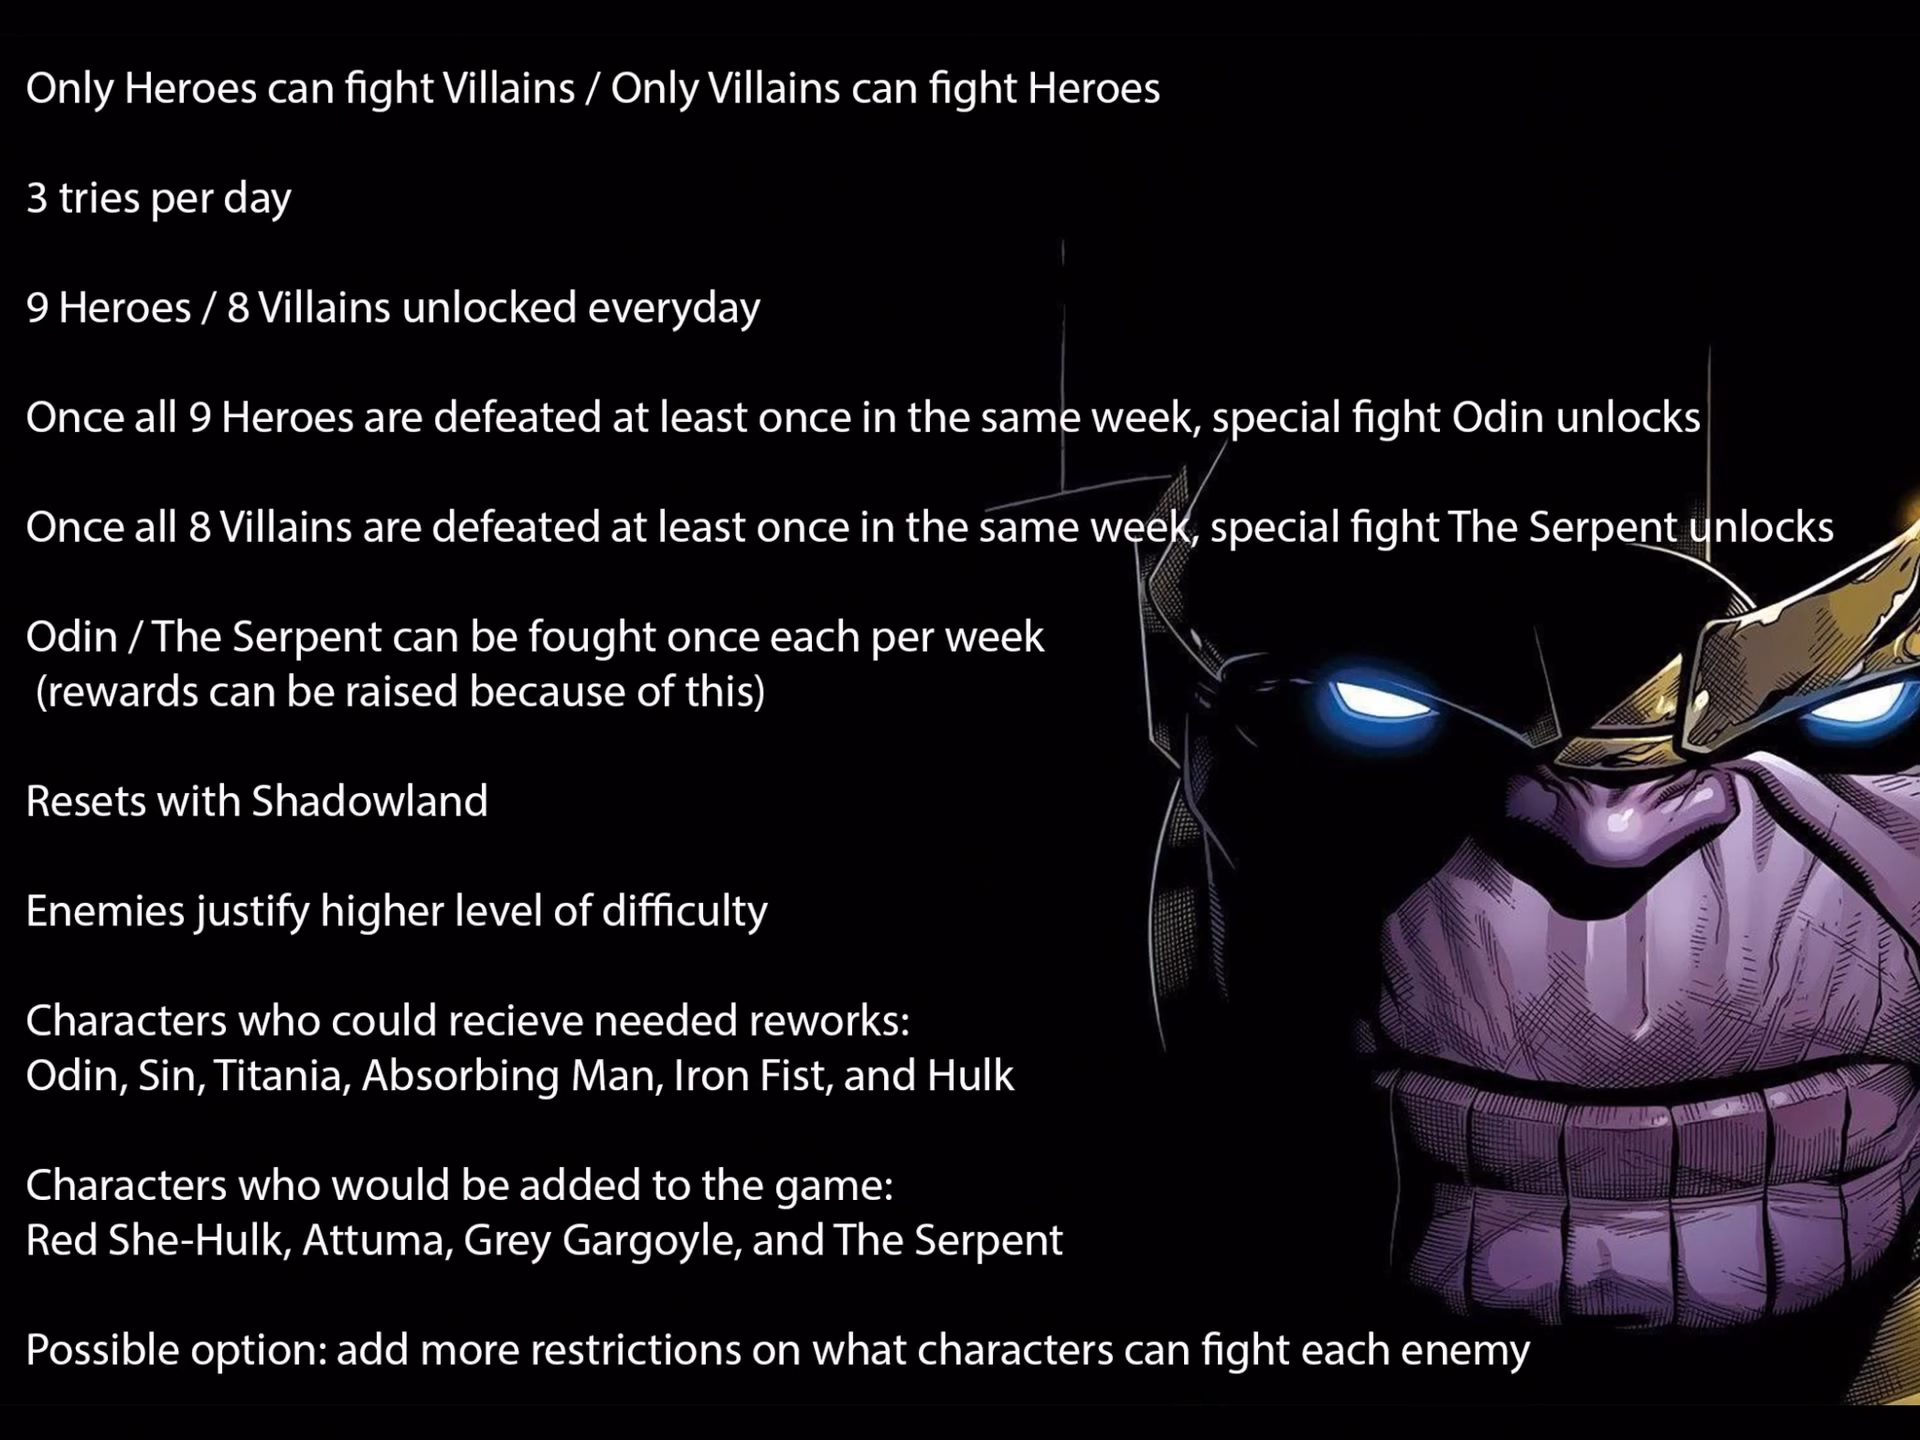 Only Heroes can fight Villains / Only Villains can fight Heroes
3 tries per day
9 Heroes / 8 Villains unlocked everyday
Once all 9 Heroes are defeated at least once in the same week, special fight Odin unlocks
Once all 8 Villains are defeated at least once in the same week, special fight The Serpent unlocks
Odin / The Serpent can be fought once each per week
(rewards can be raised because of this)
Resets with Shadowland
Enemies justify higher level of difficulty
Characters who could recieve needed reworks:
Odin, Sin, Titania, Absorbing Man, Iron Fist, and Hulk
Characters who would be added to the game:
Red She-Hulk, Attuma, Grey Gargoyle, and The Serpent
Possible option: add more restrictions on what characters can fight each enemy